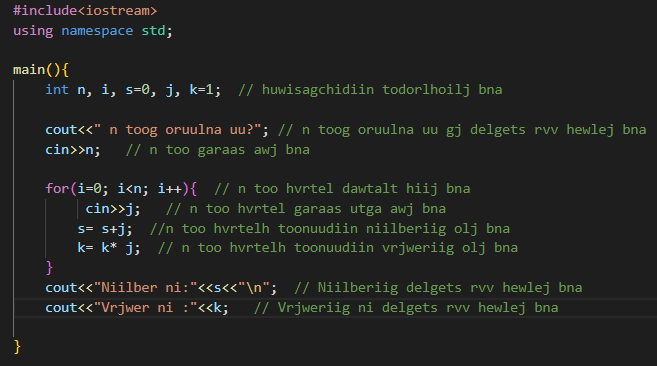 #include<iostream>
using namespace std;
main(){
int n, i, s=0, j, k=1;  // huwisagchidiin todorlhoilj bna
cout<<" n toog oruulna uu?"; // n toog oruulna uu gj delgets rvv hewlej bna
cin>>n;   // n too garaas awj bna
for(i=0; i<n; i++){  // n too hvrtel dawtalt hiij bna
cin>>j;   // n too hvrtel garaas utga awj bna
s= s+j;  //n too hvrtelh toonuudiin niilberiig olj bna
k= k* j;  // n too hvrtelh toonuudiin vrjweriig olj bna
}
cout<<"Niilber ni:"<<s<<"\n";  // Niilberiig delgets rvv hewlej bna
cout<<"Vrjwer ni :"<<k;   // Vrjweriig ni delgets rvv hewlej bna
}